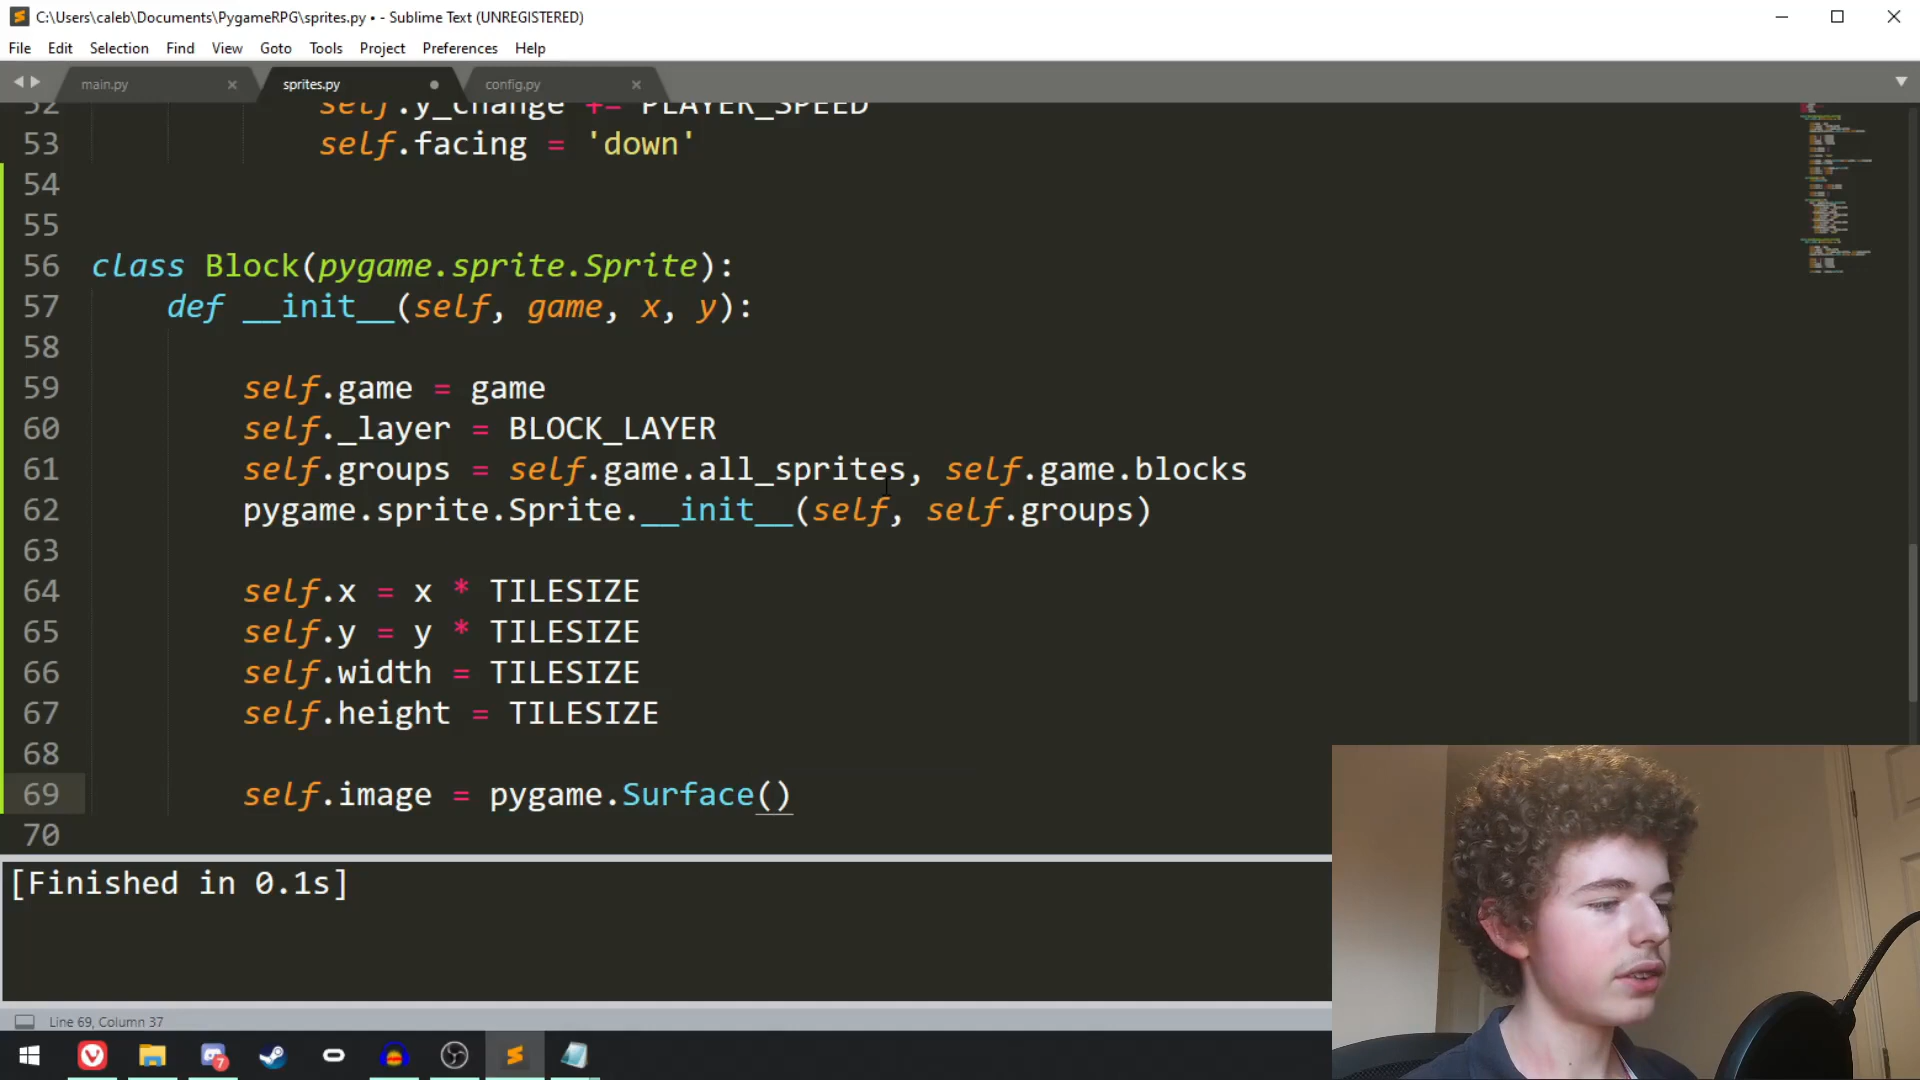 C:\Users\caleb\Documents\PygameRPG\sprites.py • - Sublime Text (UNREGISTERED)
File Edit Selection Find View Goto Tools Project Preferences Help
main.py sprites.py config.py
52 self.y_change += PLAYER_SPEED
53 self.facing = 'down'
54
55
56 class Block(pygame.sprite.Sprite):
57 def __init__(self, game, x, y):
58
59 self.game = game
60 self._layer = BLOCK_LAYER
61 self.groups = self.game.all_sprites, self.game.blocks
62 pygame.sprite.Sprite.__init__(self, self.groups)
63
64 self.x = x * TILESIZE
65 self.y = y * TILESIZE
66 self.width = TILESIZE
67 self.height = TILESIZE
68
69 self.image = pygame.Surface()
70
[Finished in 0.1s]
Line 69, Column 37
7